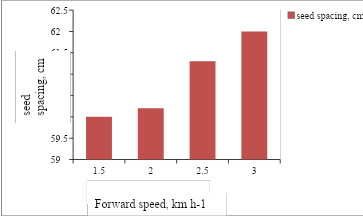 62.5
62
seed spacing, cm
59.5
59
1.5 2 2.5 3
seed spacing, cm
Forward speed, km h-1